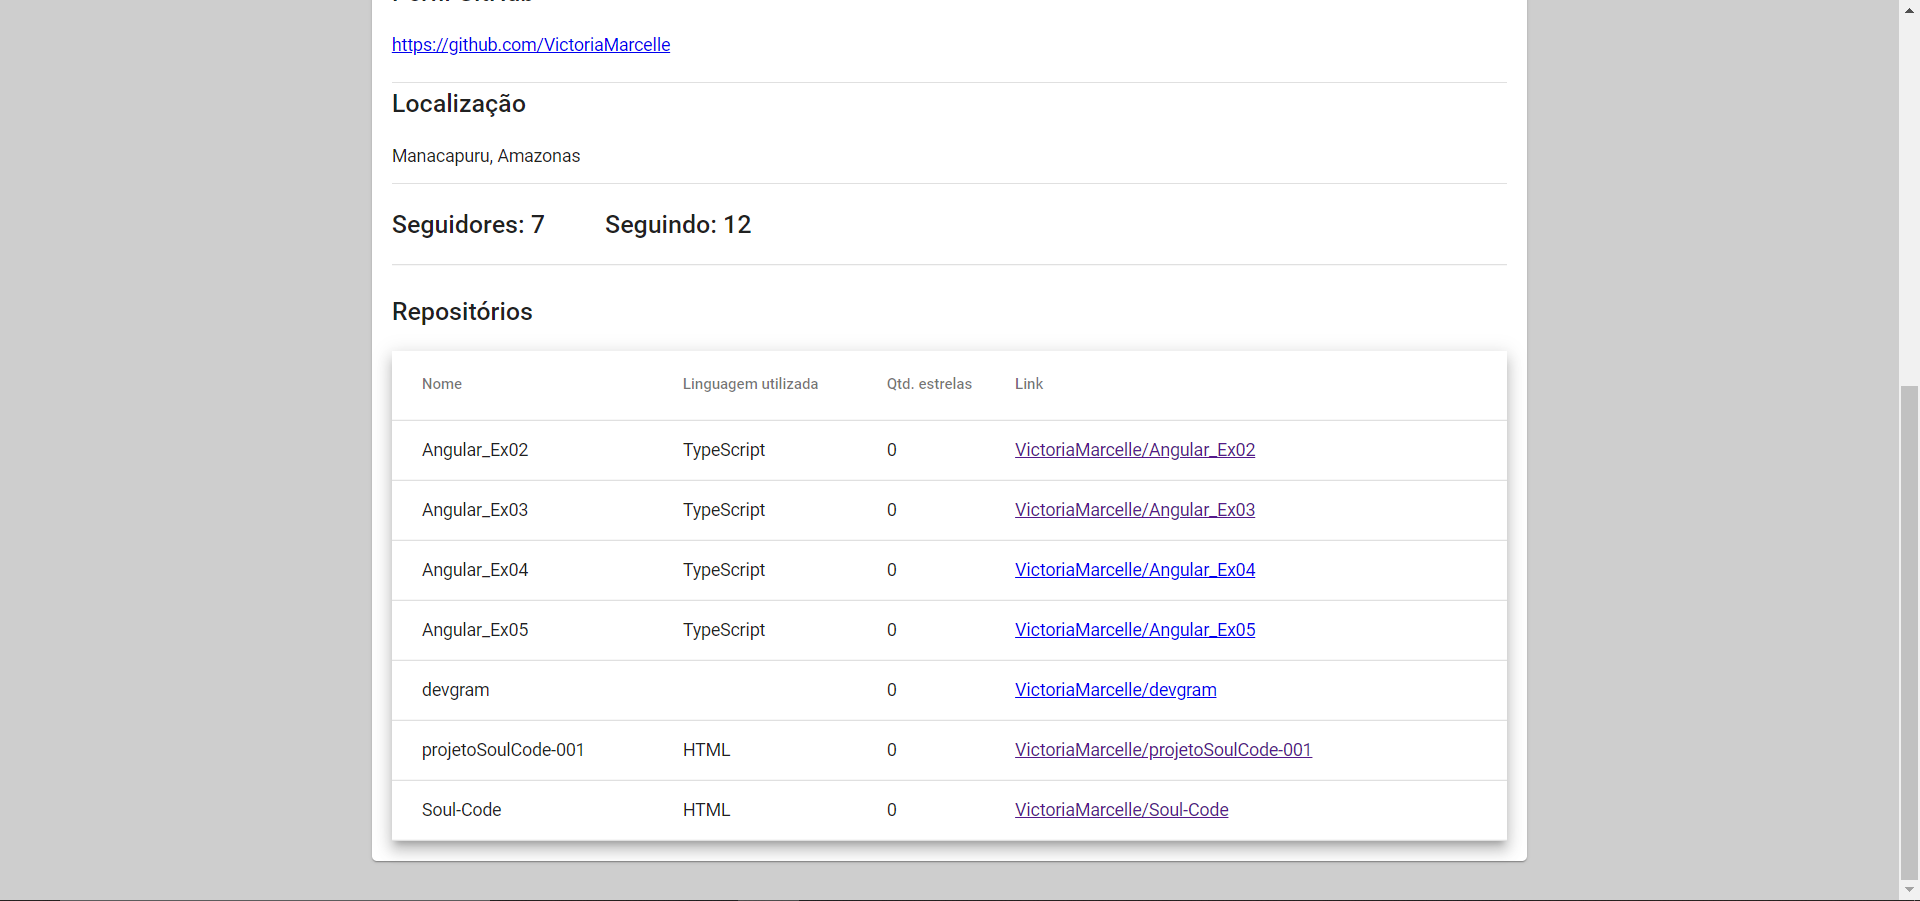 https://github.com/VictoriaMarcelle
Localização
Manacapuru, Amazonas
Seguidores: 7 Seguindo: 12
Repositórios
Nome Linguagem utilizada Qtd. estrelas Link
Angular_Ex02 TypeScript 0 VictoriaMarcelle/Angular_Ex02
Angular_Ex03 TypeScript 0 VictoriaMarcelle/Angular_Ex03
Angular_Ex04 TypeScript 0 VictoriaMarcelle/Angular_Ex04
Angular_Ex05 TypeScript 0 VictoriaMarcelle/Angular_Ex05
devgram 0 VictoriaMarcelle/devgram
projetoSoulCode-001 HTML 0 VictoriaMarcelle/projetoSoulCode-001
Soul-Code HTML 0 VictoriaMarcelle/Soul-Code